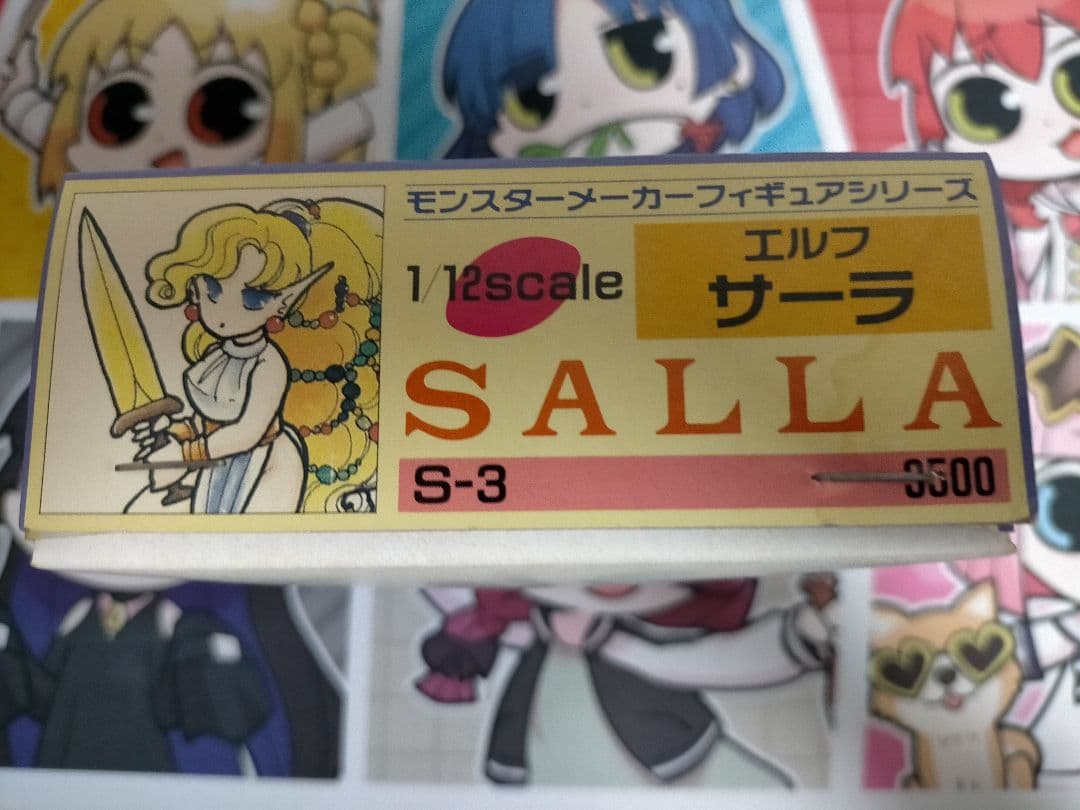 モンスターメーカーフィギュアシリーズ
1/12scale
エルフ
サーラ
SALLA
S-3
3500